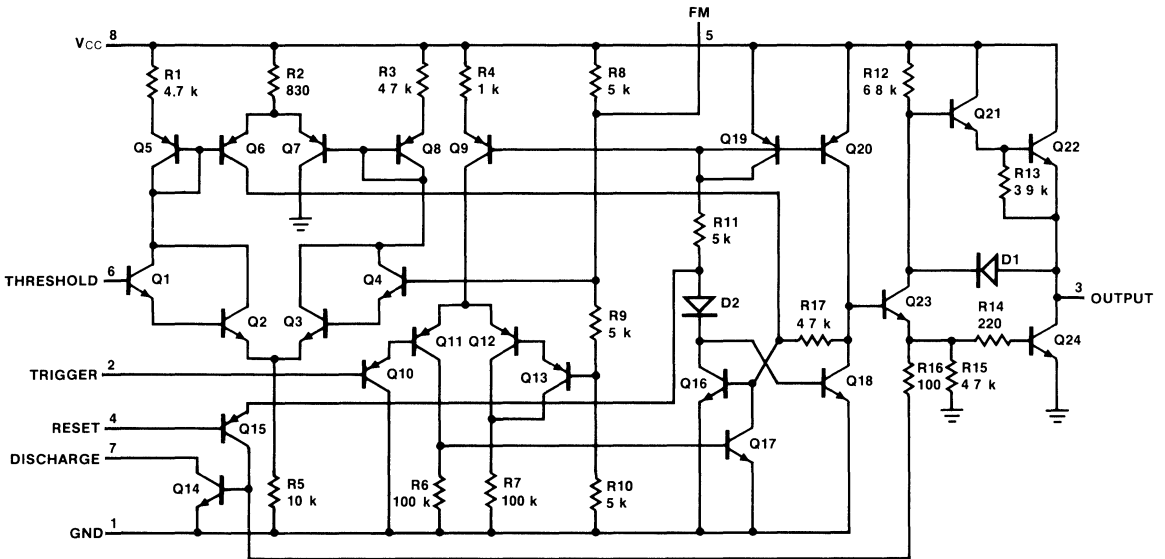 FM
VCC 8
5
R1
4.7 k
R2
830
R3
4 7 k
R4
1 k
R8
5 k
R12
6 8 k
Q5
Q6
Q7
Q8
Q9
Q19
Q20
Q21
Q22
R13
3 9 k
R11
5 k
THRESHOLD 6
Q1
Q2
Q3
Q4
R9
5 k
D2
R17
4 7 k
Q23
D1
3 OUTPUT
R14
220
Q24
TRIGGER 2
Q10
Q11
Q12
Q13
Q16
Q18
R16
100
R15
4 7 k
RESET 4
Q15
Q17
DISCHARGE 7
Q14
R5
10 k
R6
100 k
R7
100 k
R10
5 k
GND 1